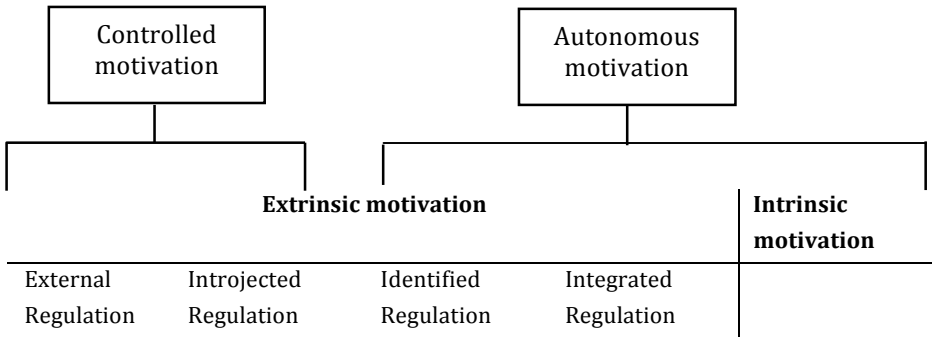 Controlled
motivation
Autonomous
motivation
Extrinsic motivation
Intrinsic
motivation
External
Regulation
Introjected
Regulation
Identified
Regulation
Integrated
Regulation